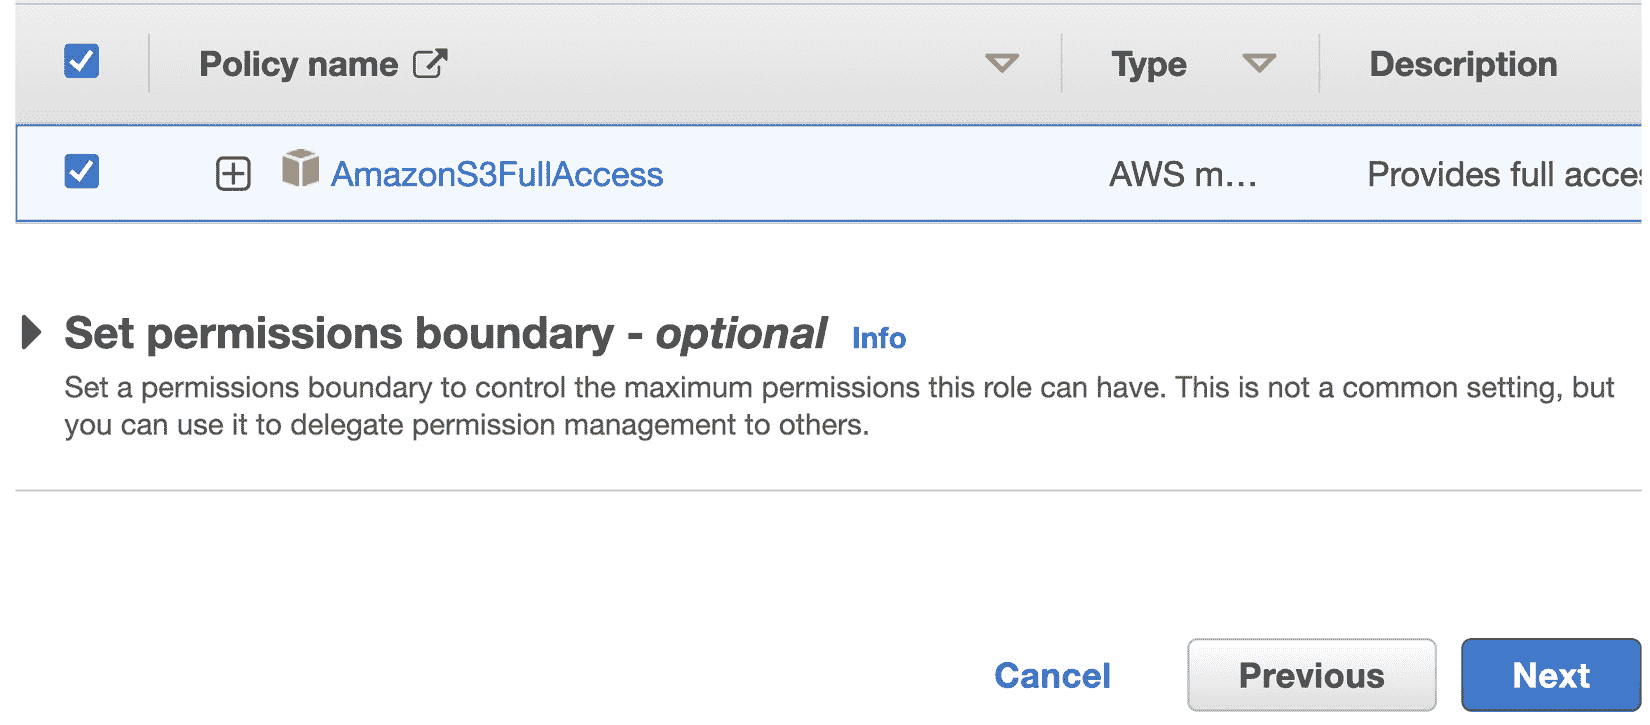 Policy name Type Description
AmazonS3FullAccess AWS m... Provides full acces
Set permissions boundary - optional Info
Set a permissions boundary to control the maximum permissions this role can have. This is not a common setting, but
you can use it to delegate permission management to others.
Cancel Previous Next